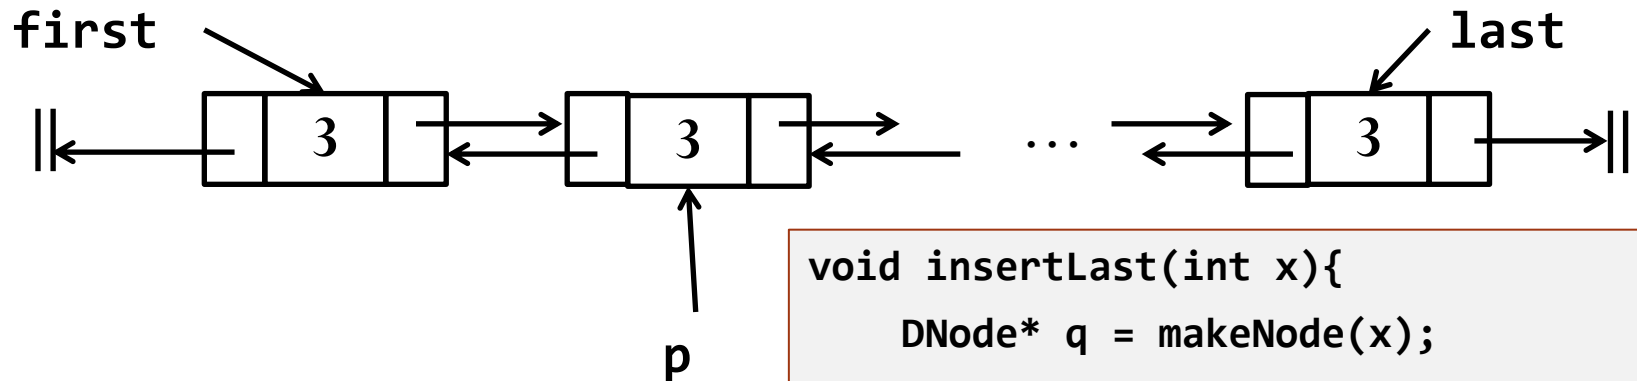 first last
3 3 ... 3
p
void insertLast(int x){
DNode* q = makeNode(x);